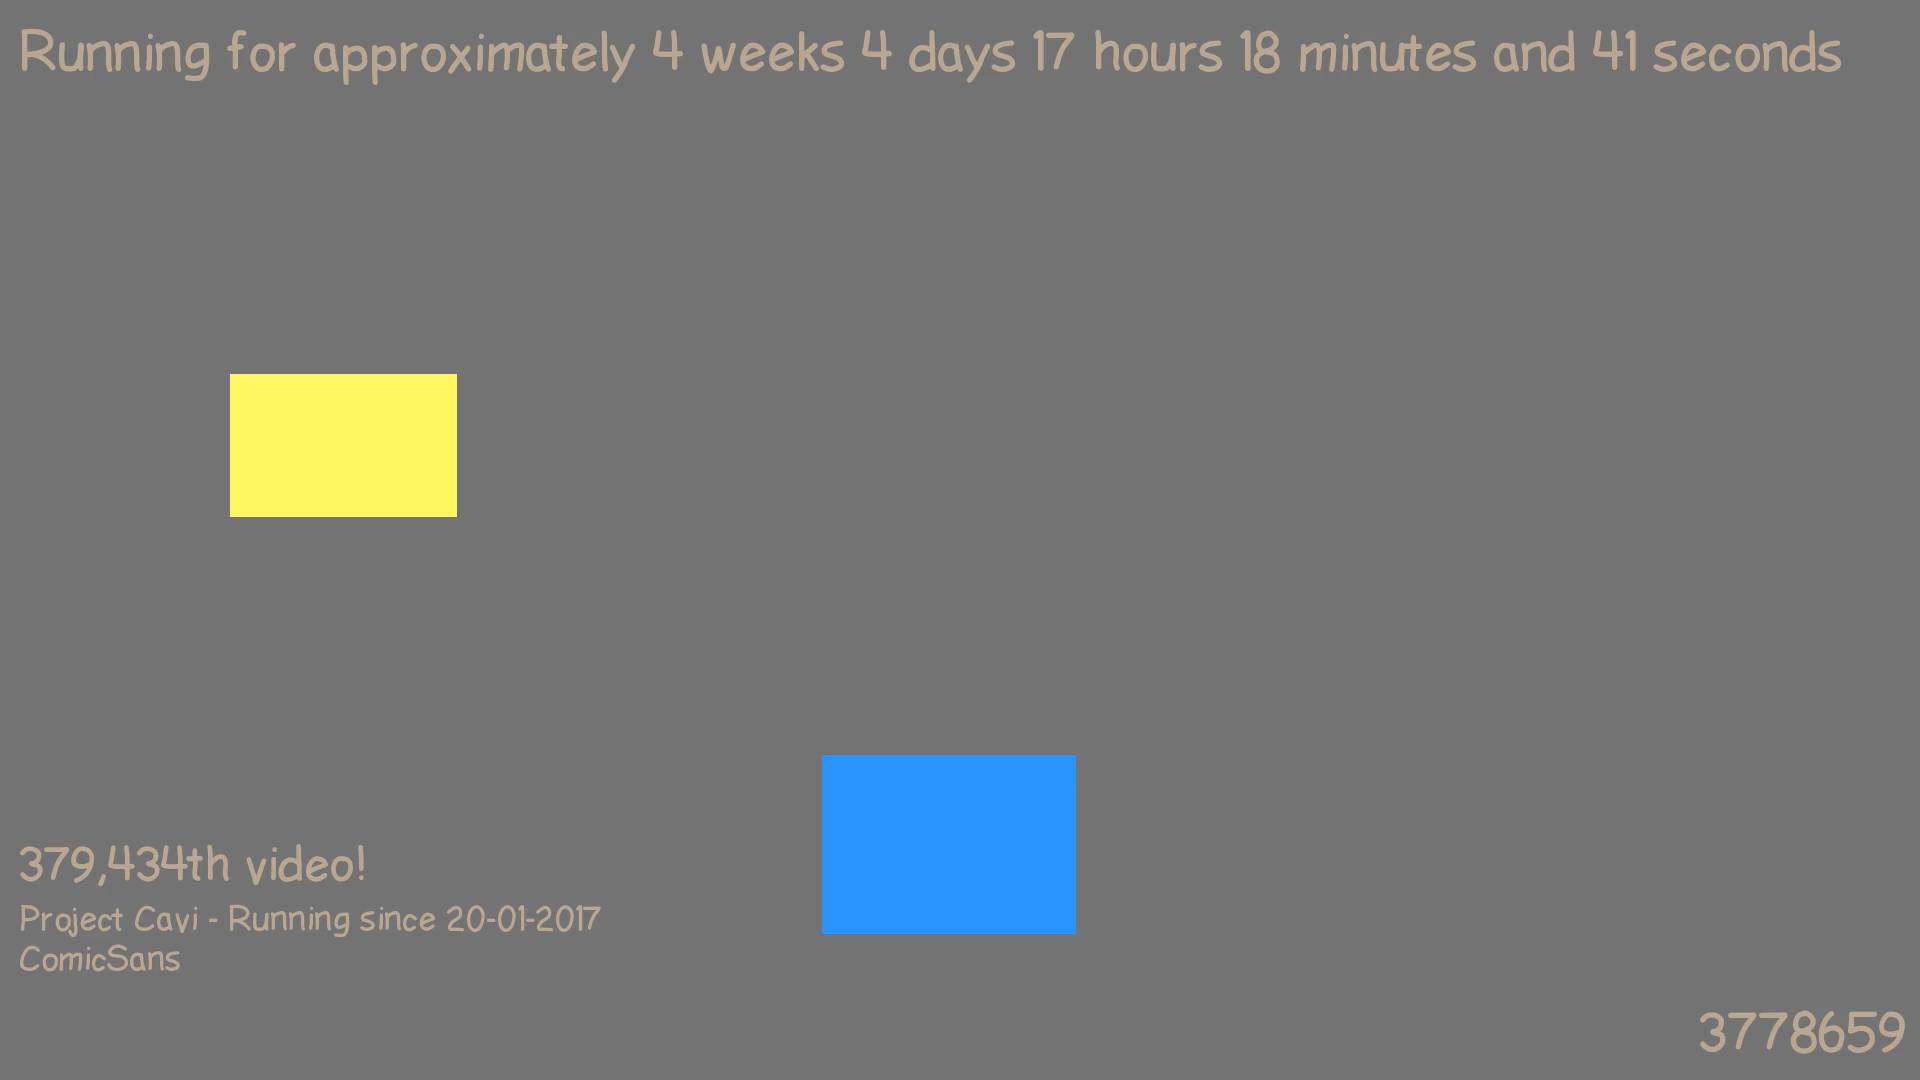 Running for approximately 4 weeks 4 days 17 hours 18 minutes and 41 seconds
379,434th video!
Project Cavi - Running since 20-01-2017
ComicSans
3778659